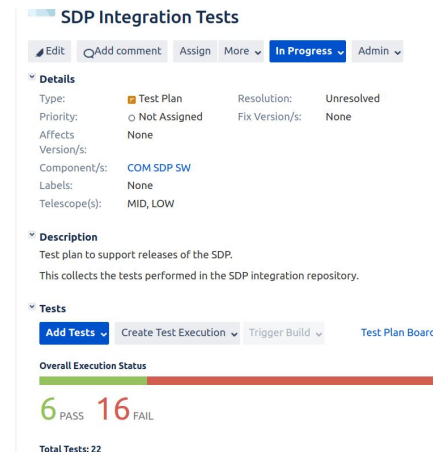 SDP Integration Tests
Edit Add comment Assign More In Progress Admin
Details
Type: Test Plan Resolution: Unresolved
Priority: Not Assigned Fix Version/s: None
Affects None
Version/s:
Component/s: COM SDP SW
Labels: None
Telescope(s): MID, LOW
Description
Test plan to support releases of the SDP.
This collects the tests performed in the SDP integration repository.
Tests
Add Tests Create Test Execution Trigger Build Test Plan Board
Overall Execution Status
6 PASS 16 FAIL
Total Tests: 22